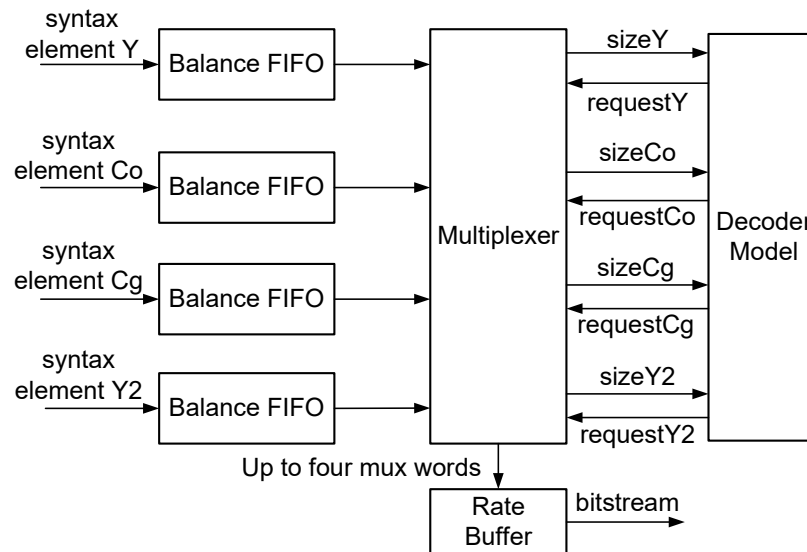 syntax
element Y
Balance FIFO
sizeY
requestY
syntax
element Co
Balance FIFO
sizeCo
requestCo
Multiplexer
Decoder
Model
syntax
element Cg
Balance FIFO
sizeCg
requestCg
syntax
element Y2
Balance FIFO
sizeY2
requestY2
Up to four mux words
Rate
Buffer
bitstream